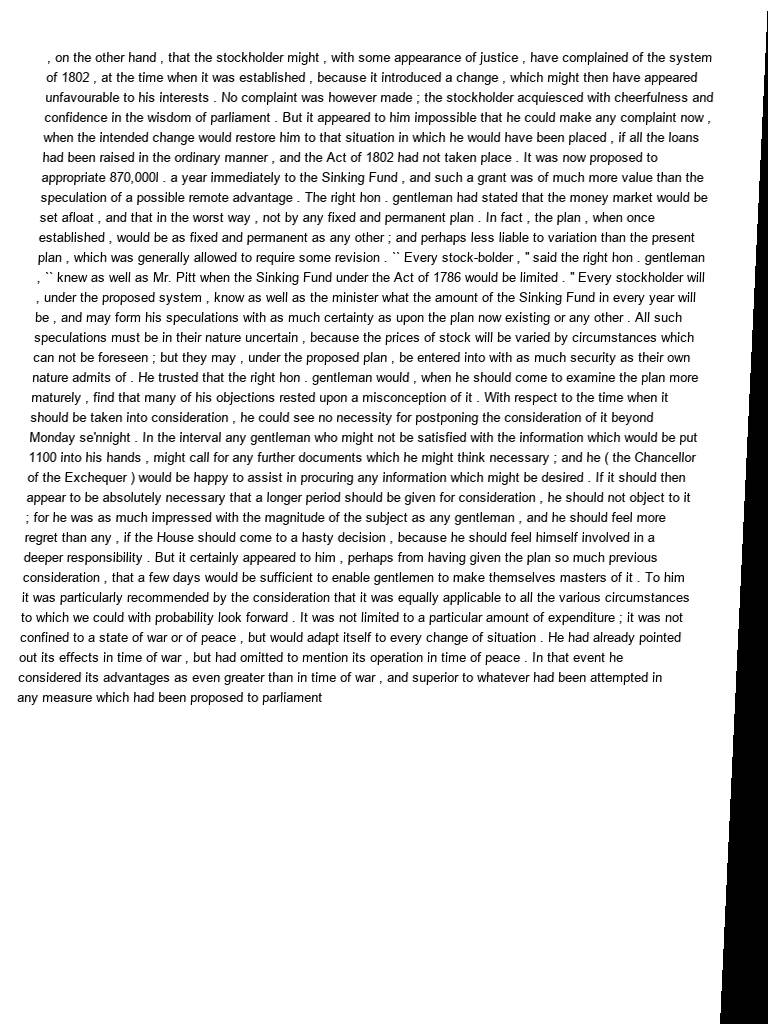 , on the other hand , that the stockholder might , with some appearance of justice , have complained of the system
of 1802 , at the time when it was established , because it introduced a change , which might then have appeared
unfavourable to his interests . No complaint was however made ; the stockholder acquiesced with cheerfulness and
confidence in the wisdom of parliament . But it appeared to him impossible that he could make any complaint now ,
when the intended change would restore him to that situation in which he would have been placed , if all the loans
had been raised in the ordinary manner , and the Act of 1802 had not taken place . It was now proposed to
appropriate 870,000l . a year immediately to the Sinking Fund , and such a grant was of much more value than the
speculation of a possible remote advantage . The right hon . gentleman had stated that the money market would be
set afloat , and that in the worst way , not by any fixed and permanent plan . In fact , the plan , when once
established , would be as fixed and permanent as any other ; and perhaps less liable to variation than the present
plan , which was generally allowed to require some revision . `` Every stock-bolder , " said the right hon . gentleman
, `` knew as well as Mr. Pitt when the Sinking Fund under the Act of 1786 would be limited . " Every stockholder will
, under the proposed system , know as well as the minister what the amount of the Sinking Fund in every year will
be , and may form his speculations with as much certainty as upon the plan now existing or any other . All such
speculations must be in their nature uncertain , because the prices of stock will be varied by circumstances which
can not be foreseen ; but they may , under the proposed plan , be entered into with as much security as their own
nature admits of . He trusted that the right hon . gentleman would , when he should come to examine the plan more
maturely , find that many of his objections rested upon a misconception of it . With respect to the time when it
should be taken into consideration , he could see no necessity for postponing the consideration of it beyond
Monday se'nnight . In the interval any gentleman who might not be satisfied with the information which would be put
1100 into his hands , might call for any further documents which he might think necessary ; and he ( the Chancellor
of the Exchequer ) would be happy to assist in procuring any information which might be desired . If it should then
appear to be absolutely necessary that a longer period should be given for consideration , he should not object to it
; for he was as much impressed with the magnitude of the subject as any gentleman , and he should feel more
regret than any , if the House should come to a hasty decision , because he should feel himself involved in a
deeper responsibility . But it certainly appeared to him , perhaps from having given the plan so much previous
consideration , that a few days would be sufficient to enable gentlemen to make themselves masters of it . To him
it was particularly recommended by the consideration that it was equally applicable to all the various circumstances
to which we could with probability look forward . It was not limited to a particular amount of expenditure ; it was not
confined to a state of war or of peace , but would adapt itself to every change of situation . He had already pointed
out its effects in time of war , but had omitted to mention its operation in time of peace . In that event he
considered its advantages as even greater than in time of war , and superior to whatever had been attempted in
any measure which had been proposed to parliament